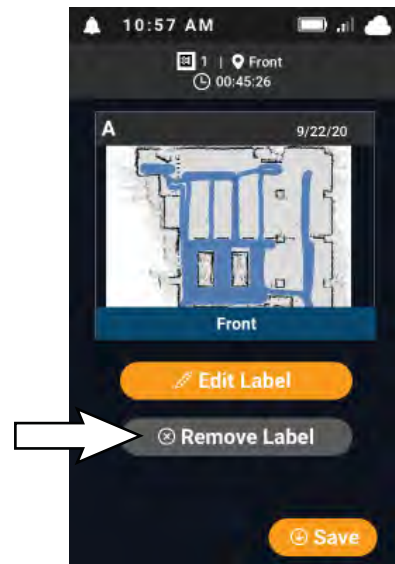 10:57 AM
1 | Front
00:45:26
A 9/22/20
Front
Edit Label
Remove Label
Save